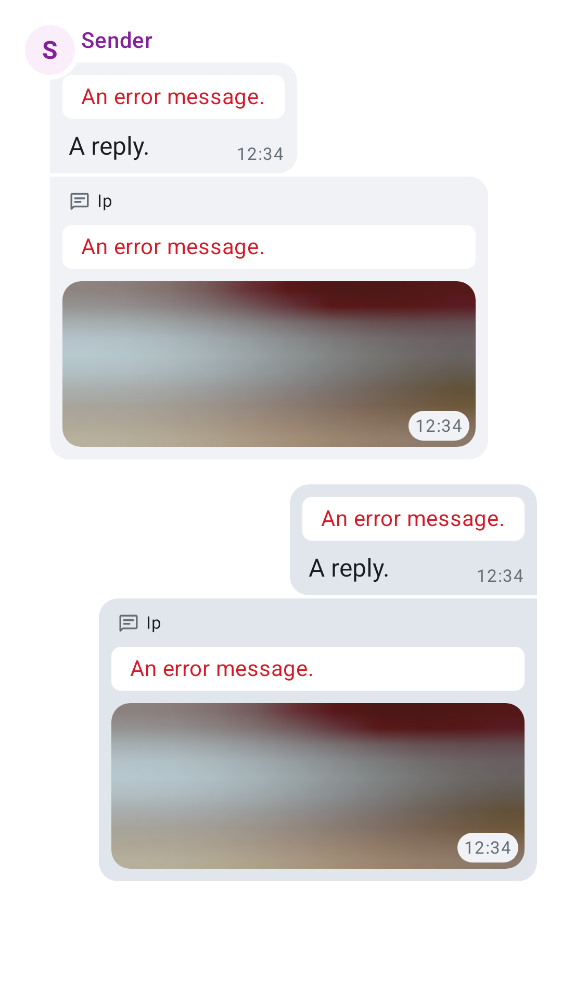 S
Sender
An error message.
A reply.
12:34
Ip
An error message.
12:34
An error message.
A reply.
12:34
Ip
An error message.
12:34